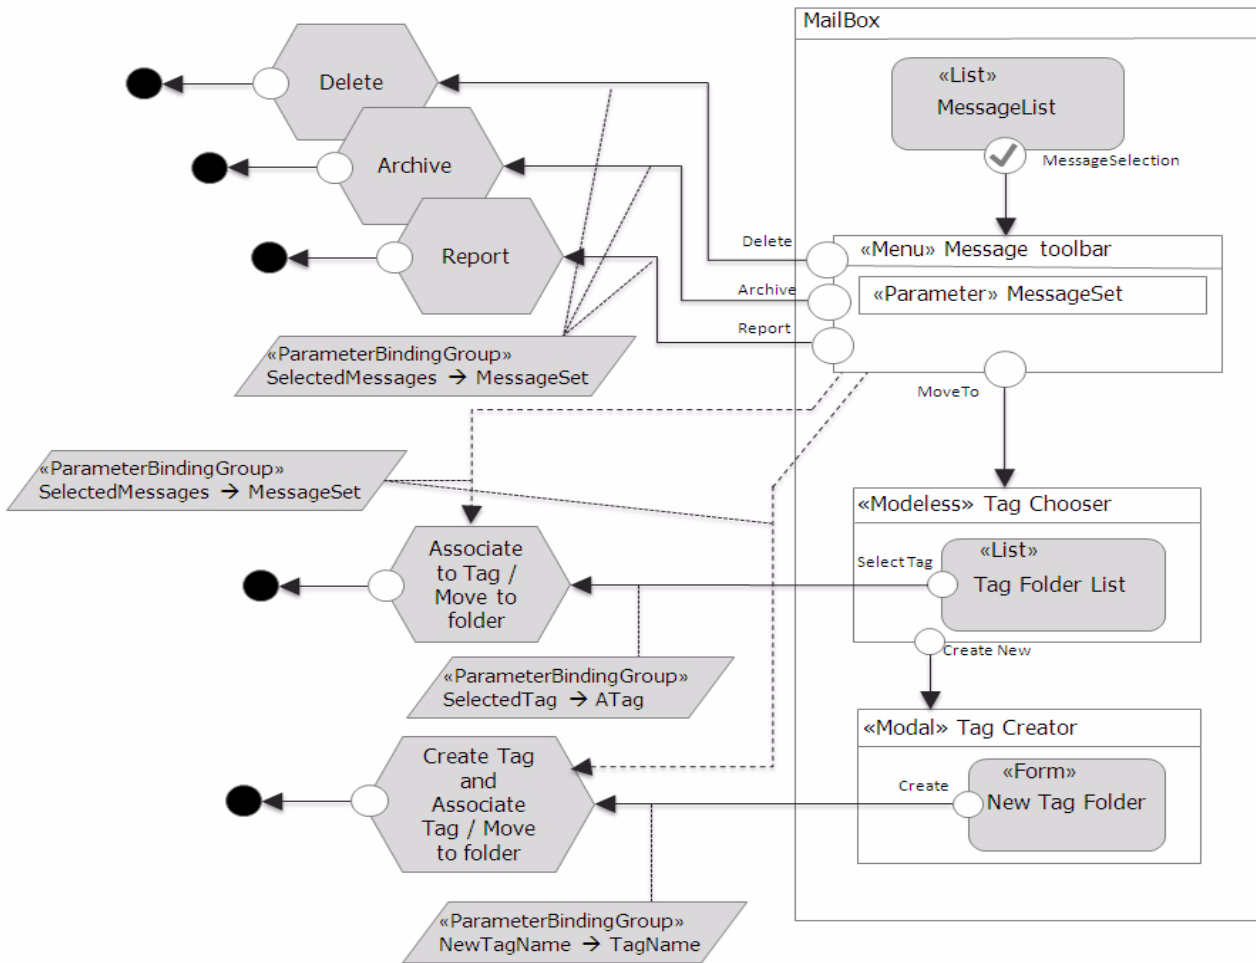 MailBox
«List»
MessageList
MessageSelection
Delete
Archive
Report
Delete
Archive
Report
«Menu» Message toolbar
«Parameter» MessageSet
MoveTo
«ParameterBindingGroup»
SelectedMessages → MessageSet
«ParameterBindingGroup»
SelectedMessages → MessageSet
«Modeless» Tag Chooser
«List»
Tag Folder List
SelectTag
Create New
Associate
to Tag /
Move to
folder
«ParameterBindingGroup»
SelectedTag → ATag
«Modal» Tag Creator
«Form»
New Tag Folder
Create
Create Tag
and
Associate
Tag / Move
to folder
«ParameterBindingGroup»
NewTagName → TagName